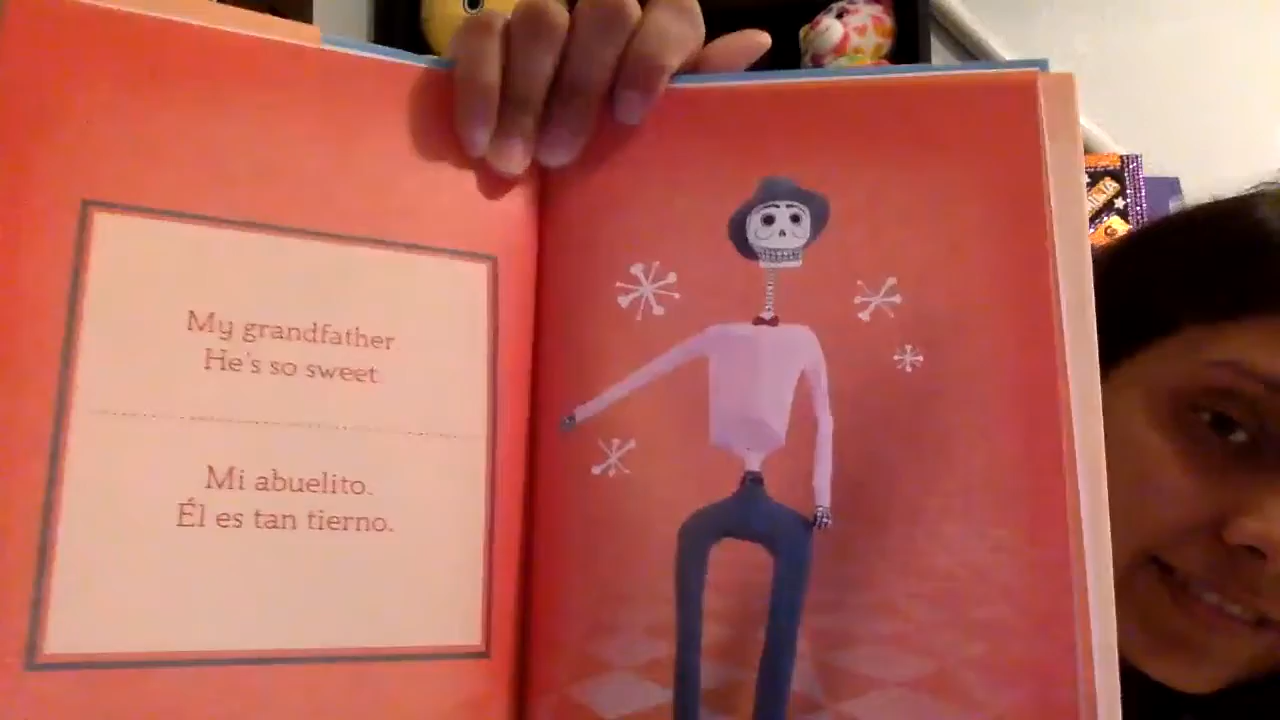 My grandfather
He's so sweet
Mi abuelito.
Él es tan tierno.